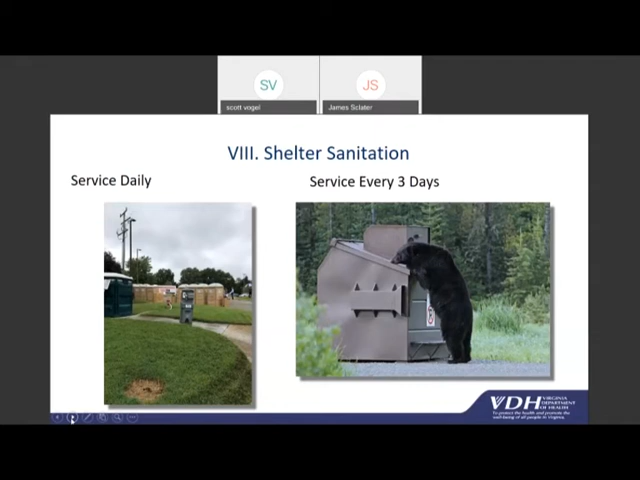 SV
JS
scott vogel
James Sclater
VIII. Shelter Sanitation
Service Daily
Service Every 3 Days
VDH
VIRGINIA
DEPARTMENT
OF HEALTH
To protect the health and promote the
well-being of all people in Virginia.